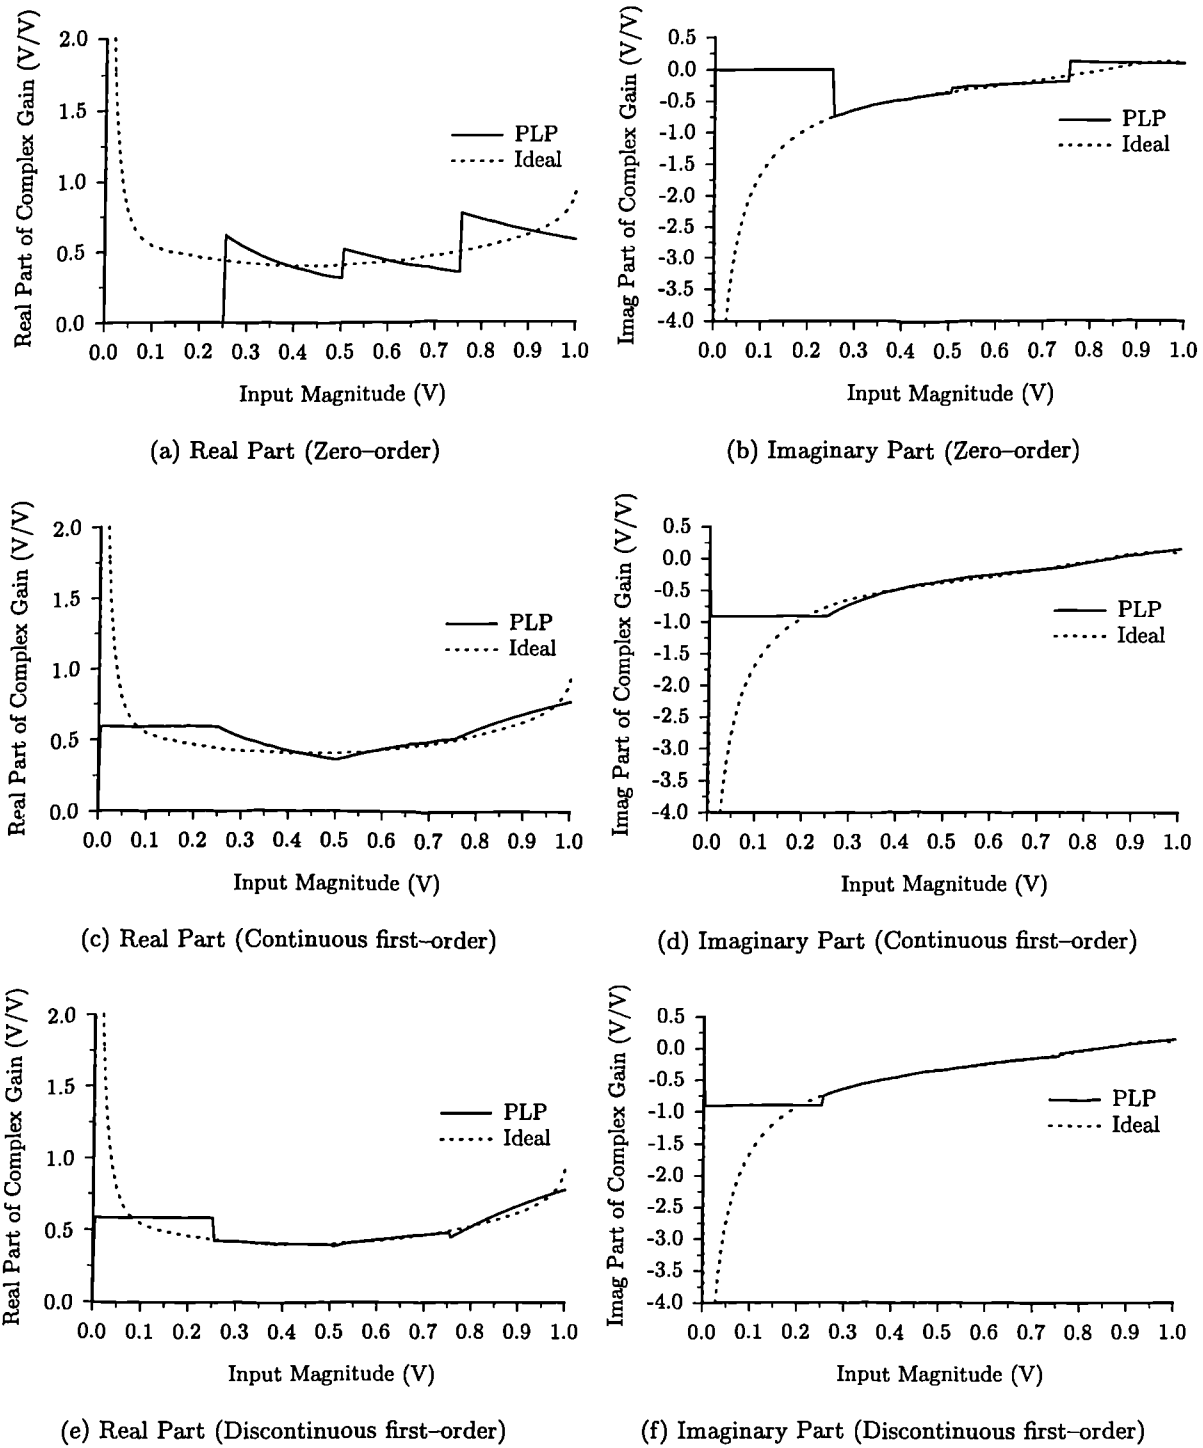 Real Part of Complex Gain (V/V)
2.0
1.5
1.0
0.5
0.0
PLP
Ideal
0.0 0.1 0.2 0.3 0.4 0.5 0.6 0.7 0.8 0.9 1.0
Input Magnitude (V)
(a) Real Part (Zero–order)
Imag Part of Complex Gain (V/V)
0.5
0.0
-0.5
-1.0
-1.5
-2.0
-2.5
-3.0
-3.5
-4.0
PLP
Ideal
0.0 0.1 0.2 0.3 0.4 0.5 0.6 0.7 0.8 0.9 1.0
Input Magnitude (V)
(b) Imaginary Part (Zero–order)
Real Part of Complex Gain (V/V)
2.0
1.5
1.0
0.5
0.0
PLP
Ideal
0.0 0.1 0.2 0.3 0.4 0.5 0.6 0.7 0.8 0.9 1.0
Input Magnitude (V)
(c) Real Part (Continuous first–order)
Imag Part of Complex Gain (V/V)
0.5
0.0
-0.5
-1.0
-1.5
-2.0
-2.5
-3.0
-3.5
-4.0
PLP
Ideal
0.0 0.1 0.2 0.3 0.4 0.5 0.6 0.7 0.8 0.9 1.0
Input Magnitude (V)
(d) Imaginary Part (Continuous first–order)
Real Part of Complex Gain (V/V)
2.0
1.5
1.0
0.5
0.0
PLP
Ideal
0.0 0.1 0.2 0.3 0.4 0.5 0.6 0.7 0.8 0.9 1.0
Input Magnitude (V)
(e) Real Part (Discontinuous first–order)
Imag Part of Complex Gain (V/V)
0.5
0.0
-0.5
-1.0
-1.5
-2.0
-2.5
-3.0
-3.5
-4.0
PLP
Ideal
0.0 0.1 0.2 0.3 0.4 0.5 0.6 0.7 0.8 0.9 1.0
Input Magnitude (V)
(f) Imaginary Part (Discontinuous first–order)